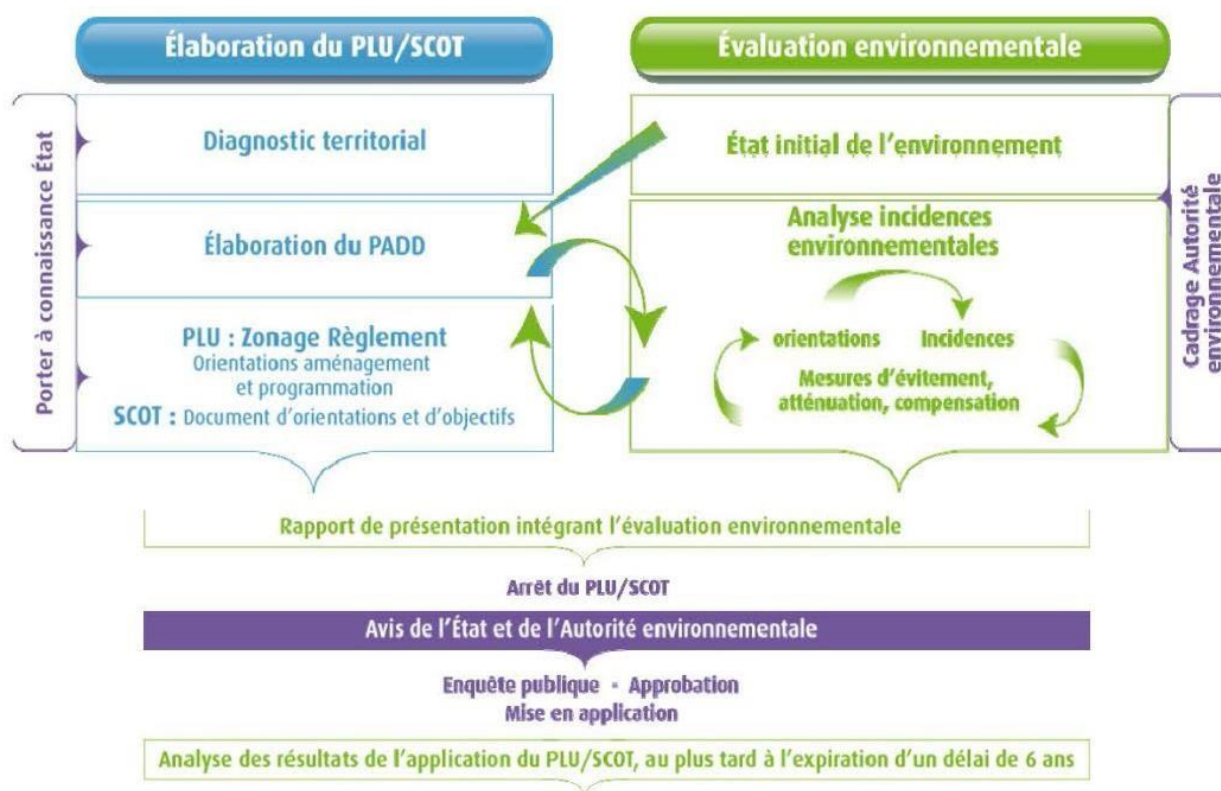 Élaboration du PLU/SCOT
Évaluation environnementale
Porter à connaissance État
Diagnostic territorial
Élaboration du PADD
PLU : Zonage Règlement
Orientations aménagement
et programmation
SCOT : Document d'orientations et d'objectifs
État initial de l'environnement
Analyse incidences
environnementales
orientations
Incidences
Mesures d'évitement,
atténuation, compensation
Cadrage Autorité
environnementale
Rapport de présentation intégrant l'évaluation environnementale
Arrêt du PLU/SCOT
Avis de l'État et de l'Autorité environnementale
Enquête publique - Approbation
Mise en application
Analyse des résultats de l'application du PLU/SCOT, au plus tard à l'expiration d'un délai de 6 ans